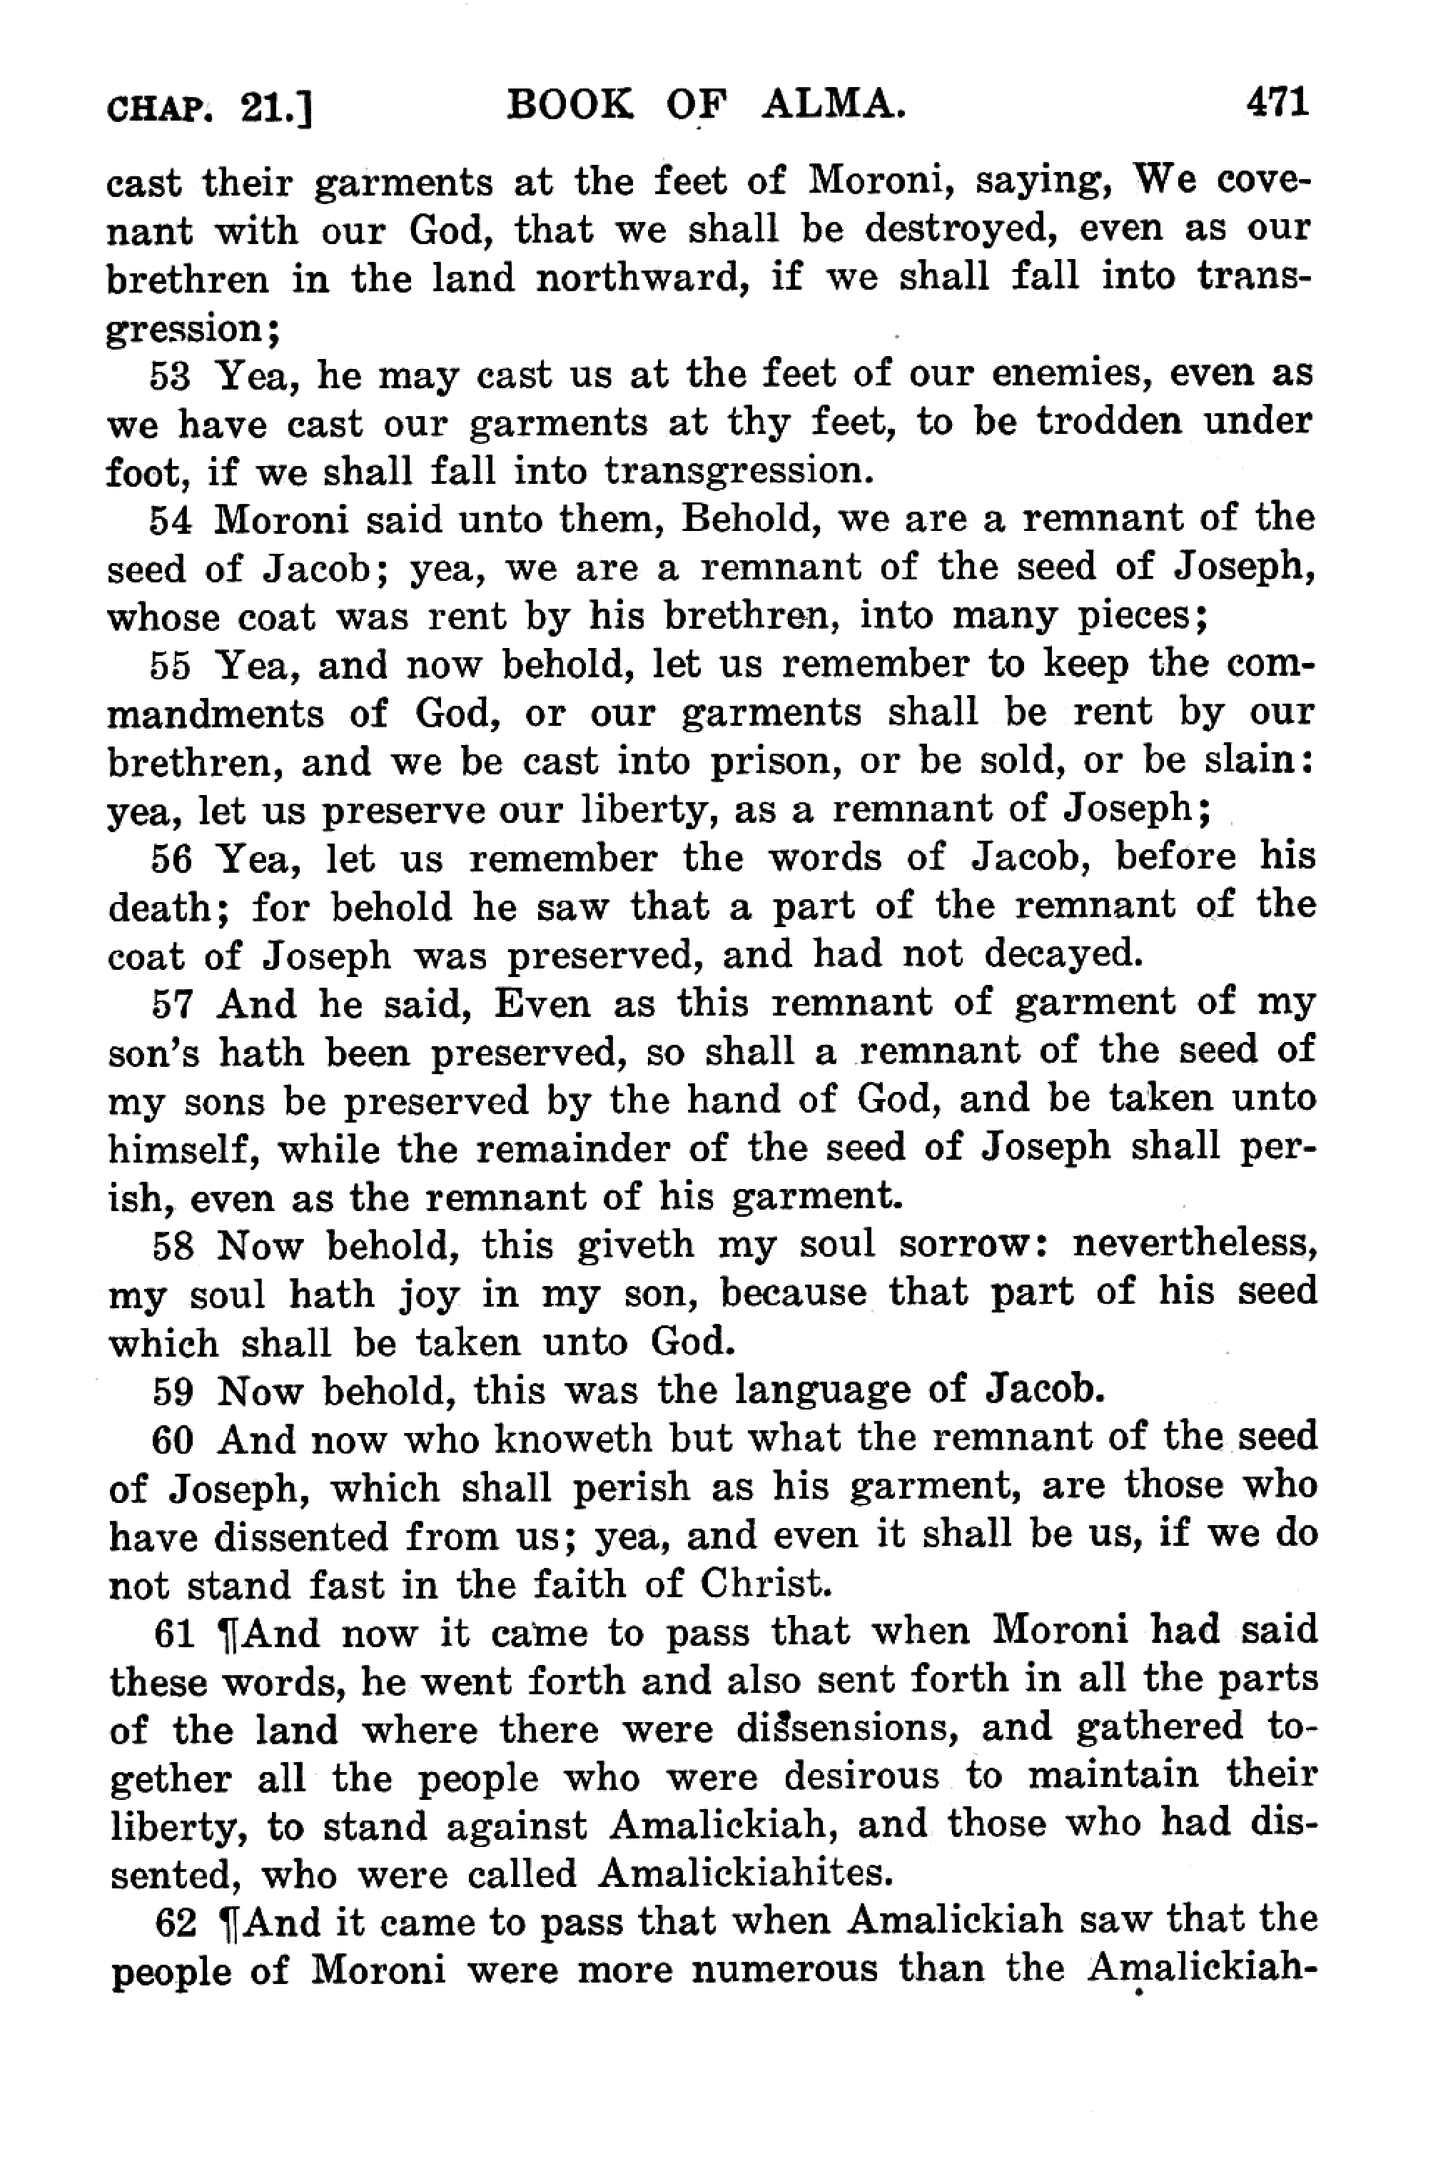 CHAP. 21.] BOOK OF ALMA. 471
cast their garments at the feet of Moroni, saying, We cove-
nant with our God, that we shall be destroyed, even as our
brethren in the land northward, if we shall fall into trans-
gression;
53 Yea, he may cast us at the feet of our enemies, even as
we have cast our garments at thy feet, to be trodden under
foot, if we shall fall into transgression.
54 Moroni said unto them, Behold, we are a remnant of the
seed of Jacob; yea, we are a remnant of the seed of Joseph,
whose coat was rent by his brethren, into many pieces;
55 Yea, and now behold, let us remember to keep the com-
mandments of God, or our garments shall be rent by our
brethren, and we be cast into prison, or be sold, or be slain:
yea, let us preserve our liberty, as a remnant of Joseph;
56 Yea, let us remember the words of Jacob, before his
death; for behold he saw that a part of the remnant of the
coat of Joseph was preserved, and had not decayed.
57 And he said, Even as this remnant of garment of my
son's hath been preserved, so shall a remnant of the seed of
my sons be preserved by the hand of God, and be taken unto
himself, while the remainder of the seed of Joseph shall per-
ish, even as the remnant of his garment.
58 Now behold, this giveth my soul sorrow: nevertheless,
my soul hath joy in my son, because that part of his seed
which shall be taken unto God.
59 Now behold, this was the language of Jacob.
60 And now who knoweth but what the remnant of the seed
of Joseph, which shall perish as his garment, are those who
have dissented from us; yea, and even it shall be us, if we do
not stand fast in the faith of Christ.
61 ¶And now it came to pass that when Moroni had said
these words, he went forth and also sent forth in all the parts
of the land where there were dissensions, and gathered to-
gether all the people who were desirous to maintain their
liberty, to stand against Amalickiah, and those who had dis-
sented, who were called Amalickiahites.
62 ¶And it came to pass that when Amalickiah saw that the
people of Moroni were more numerous than the Amalickiah-